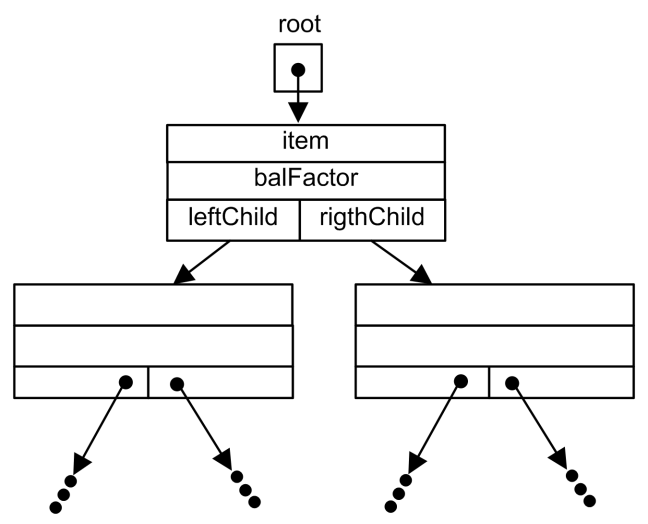 root
item
balFactor
leftChild rigthChild